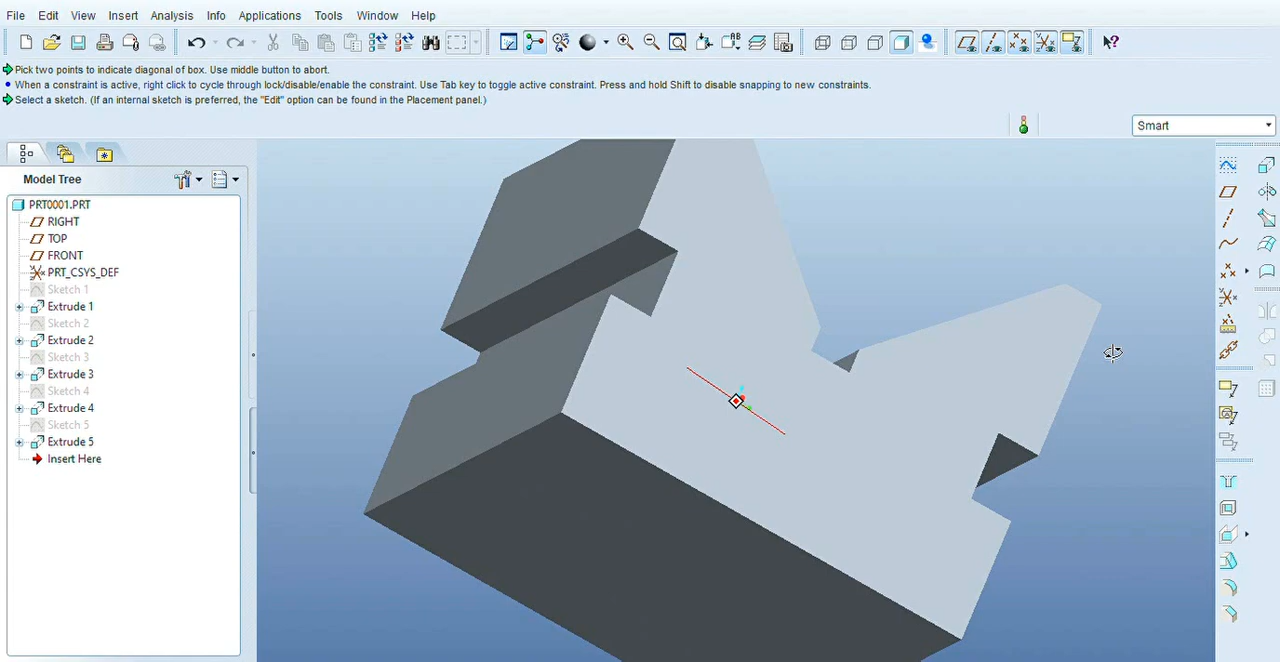 File Edit View Insert Analysis Info Applications Tools Window Help
Pick two points to indicate diagonal of box. Use middle button to abort.
When a constraint is active, right click to cycle through lock/disable/enable the constraint. Use Tab key to toggle active constraint. Press and hold Shift to disable snapping to new constraints.
Select a sketch. (If an internal sketch is preferred, the "Edit" option can be found in the Placement panel.)
Smart
Model Tree
PRT0001.PRT
RIGHT
TOP
FRONT
PRT_CSYS_DEF
Sketch 1
Extrude 1
Sketch 2
Extrude 2
Sketch 3
Extrude 3
Sketch 4
Extrude 4
Sketch 5
Extrude 5
Insert Here